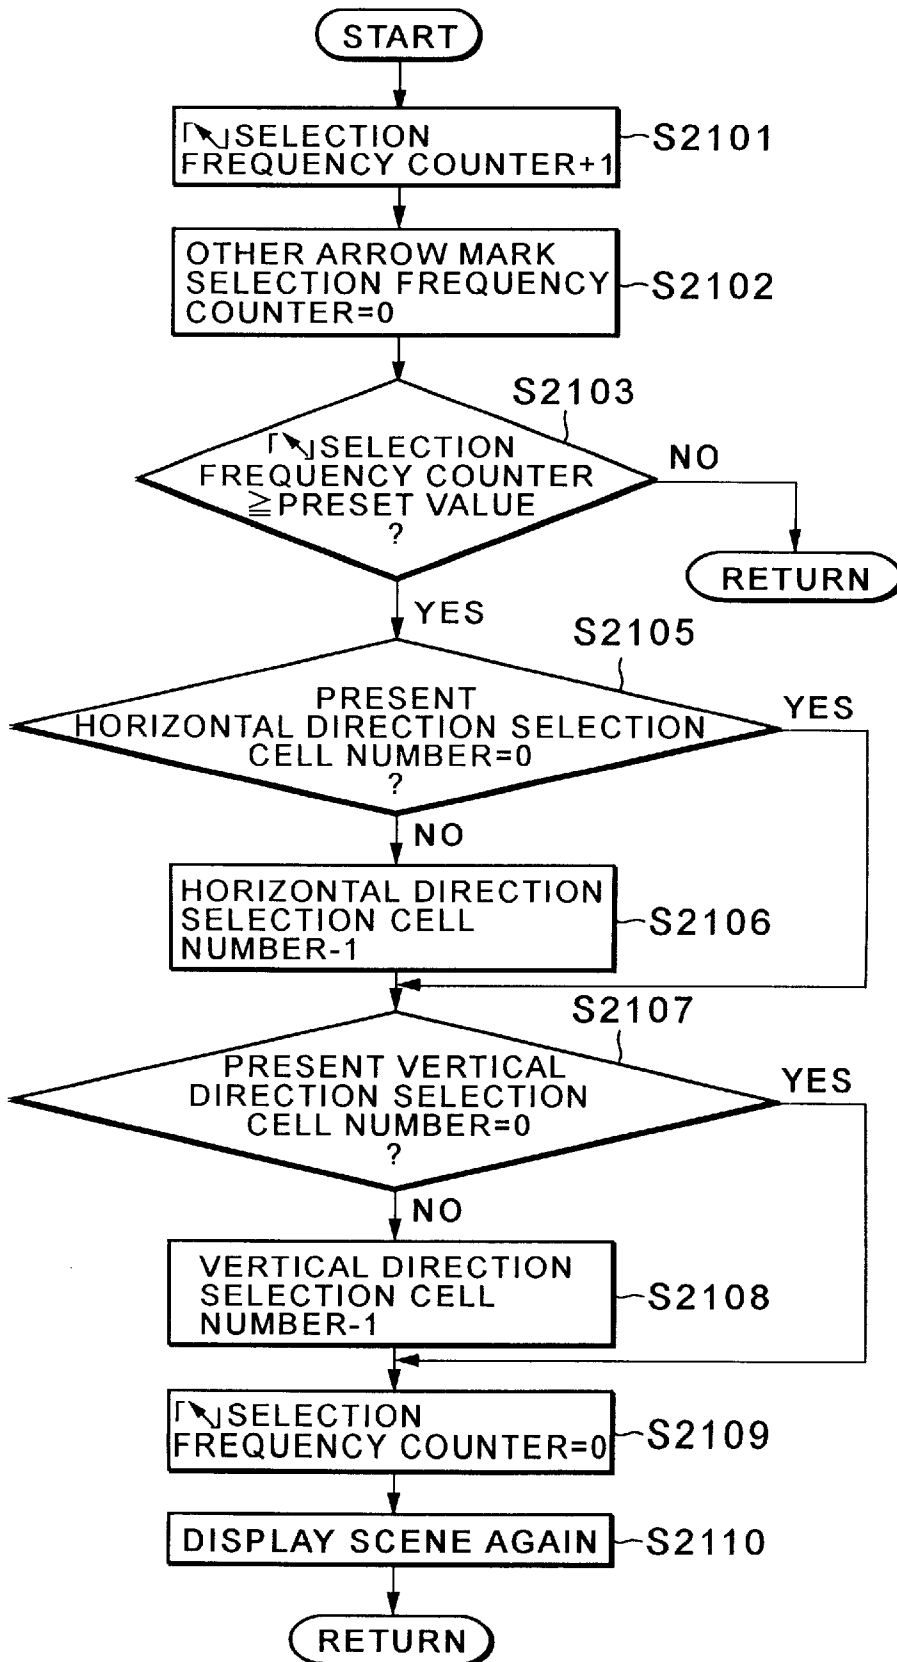 START
「↖」SELECTION
FREQUENCY COUNTER+1
S2101
OTHER ARROW MARK
SELECTION FREQUENCY
COUNTER=0
S2102
S2103
「↖」SELECTION
FREQUENCY COUNTER
≧PRESET VALUE
?
NO
RETURN
YES
S2105
PRESENT
HORIZONTAL DIRECTION SELECTION
CELL NUMBER=0
?
YES
NO
HORIZONTAL DIRECTION
SELECTION CELL
NUMBER-1
S2106
S2107
PRESENT VERTICAL
DIRECTION SELECTION
CELL NUMBER=0
?
YES
NO
VERTICAL DIRECTION
SELECTION CELL
NUMBER-1
S2108
「↖」SELECTION
FREQUENCY COUNTER=0
S2109
DISPLAY SCENE AGAIN
S2110
RETURN